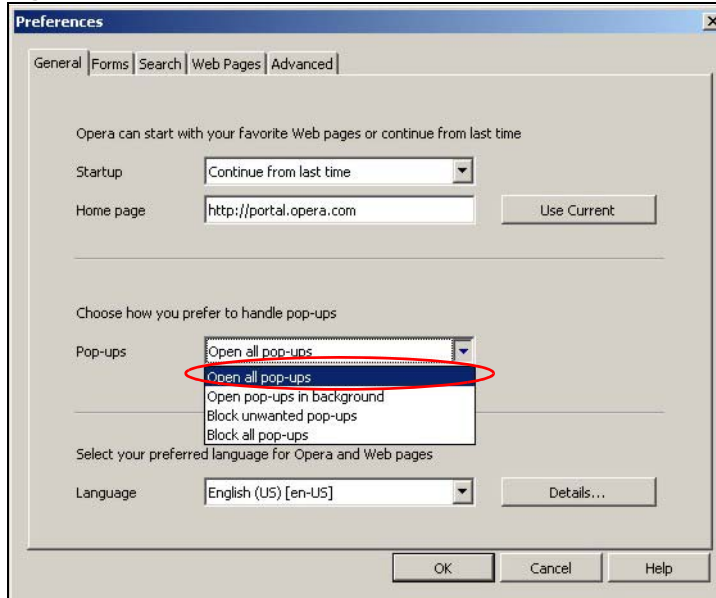 Preferences
General Forms Search Web Pages Advanced
Opera can start with your favorite Web pages or continue from last time
Startup Continue from last time
Home page http://portal.opera.com Use Current
Choose how you prefer to handle pop-ups
Pop-ups Open all pop-ups
Open all pop-ups
Open pop-ups in background
Block unwanted pop-ups
Block all pop-ups
Select your preferred language for Opera and Web pages
Language English (US) [en-US] Details...
OK Cancel Help